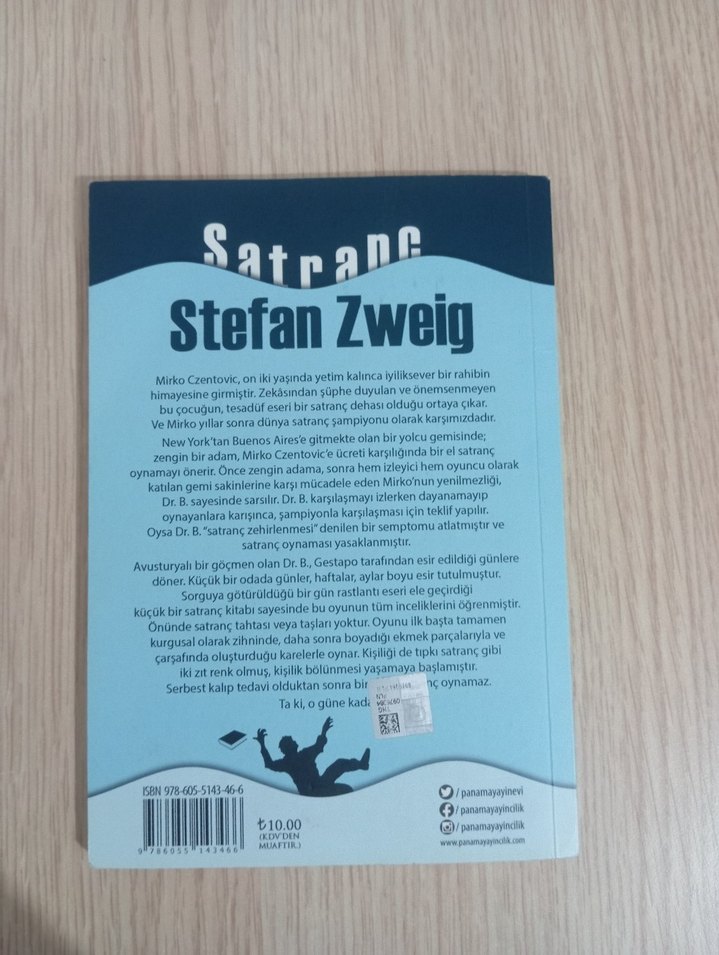 Satranç
Stefan Zweig
Mirko Czentovic, on iki yaşında yetim kalınca iyiliksever bir rahibin
himayesine girmiştir. Zekâsından şüphe duyulan ve önemsenmeyen
bu çocuğun, tesadüf eseri bir satranç dehası olduğu ortaya çıkar.
Ve Mirko yıllar sonra dünya satranç şampiyonu olarak karşımızdadır.
New York'tan Buenos Aires'e gitmekte olan bir yolcu gemisinde;
zengin bir adam, Mirko Czentovic'e ücreti karşılığında bir el satranç
oynamayı önerir. Önce zengin adama, sonra hem izleyici hem oyuncu olarak
katılan gemi sakinlerine karşı mücadele eden Mirko'nun yenilmezliği,
Dr. B. sayesinde sarsılır. Dr. B. karşılaşmayı izlerken dayanamayıp
oynayanlara karışınca, şampiyonla karşılaşması için teklif yapılır.
Oysa Dr. B. "satranç zehirlenmesi" denilen bir semptomu atlatmıştır ve
satranç oynaması yasaklanmıştır.
Avusturyalı bir göçmen olan Dr. B., Gestapo tarafından esir edildiği günlere
döner. Küçük bir odada günler, haftalar, aylar boyu esir tutulmuştur.
Sorguya götürüldüğü bir gün rastlantı eseri ele geçirdiği
küçük bir satranç kitabı sayesinde bu oyunun tüm inceliklerini öğrenmiştir.
Önünde satranç tahtası veya taşları yoktur. Oyunu ilk başta tamamen
kurgusal olarak zihninde, daha sonra boyadığı ekmek parçalarıyla ve
çarşafında oluşturduğu karelerle oynar. Kişiliği de tıpkı satranç gibi
iki zıt renk olmuş, kişilik bölünmesi yaşamaya başlamıştır.
Serbest kalıp tedavi olduktan sonra bir nç oynamaz.
Ta ki, o güne kada
ISBN 978-605-5143-46-6
9 786055 143466
₺10.00
(KDV'DEN
MUAFTIR.)
/ panamayayinevi
/ panamayayincilik
/ panamayayincilik
www.panamayayincilik.com